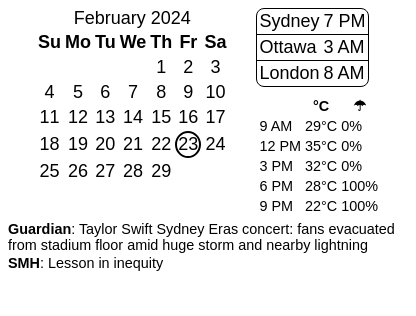 February 2024
Su Mo Tu We Th Fr Sa
1 2 3
4 5 6 7 8 9 10
11 12 13 14 15 16 17
18 19 20 21 22 23 24
25 26 27 28 29
Sydney 7 PM
Ottawa 3 AM
London 8 AM
°C ☂
9 AM 29°C 0%
12 PM 35°C 0%
3 PM 32°C 0%
6 PM 28°C 100%
9 PM 22°C 100%
Guardian: Taylor Swift Sydney Eras concert: fans evacuated
from stadium floor amid huge storm and nearby lightning
SMH: Lesson in inequity